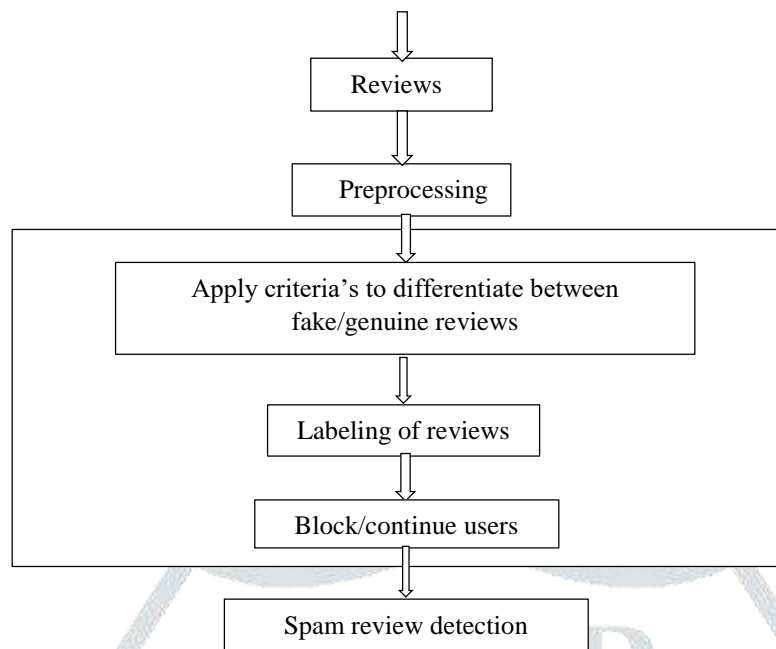 Reviews
Preprocessing
Apply criteria’s to differentiate between
fake/genuine reviews
Labeling of reviews
Block/continue users
Spam review detection